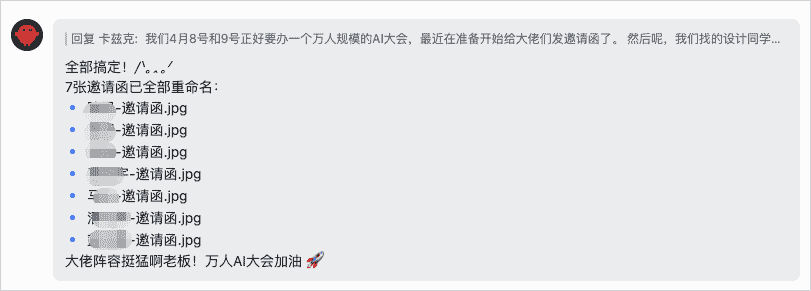 回复 卡兹克：我们4月8号和9号正好要办一个万人规模的AI大会，最近在准备开始给大佬们发邀请函了。 然后呢，我们找的设计同学...
全部搞定！
7张邀请函已全部重命名：
-邀请函.jpg
-邀请函.jpg
-邀请函.jpg
-邀请函.jpg
马-邀请函.jpg
-邀请函.jpg
-邀请函.jpg
大佬阵容挺猛啊老板！万人AI大会加油 🚀